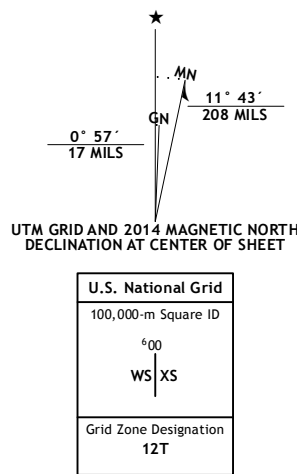 MN
GN
11° 43´
208 MILS
0° 57´
17 MILS
UTM GRID AND 2014 MAGNETIC NORTH
DECLINATION AT CENTER OF SHEET
U.S. National Grid
100,000-m Square ID
⁶00
WS XS
Grid Zone Designation
12T